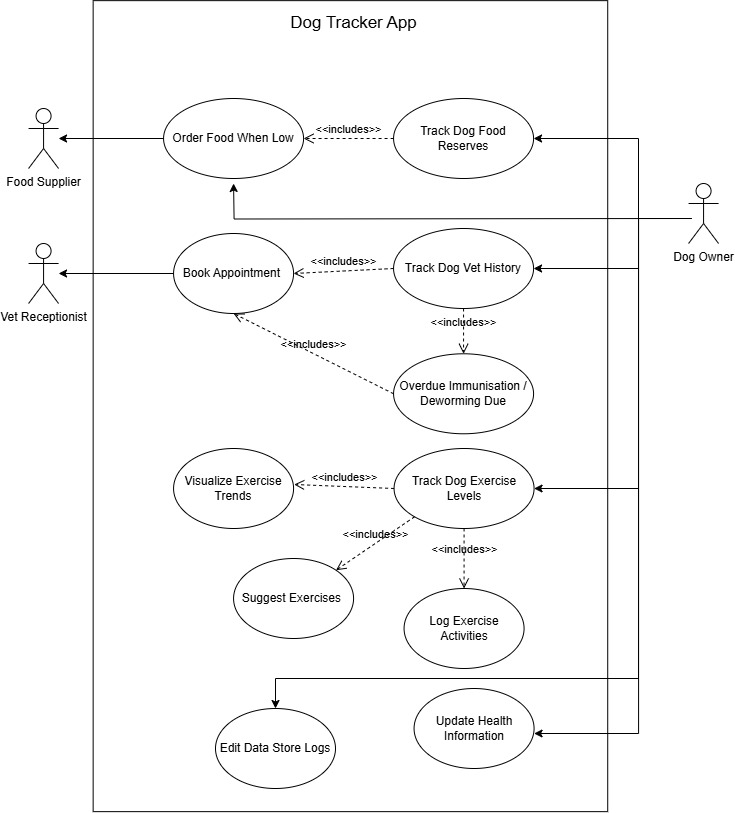 Dog Tracker App
Order Food When Low
<<includes>>
Track Dog Food
Reserves
Food Supplier
Dog Owner
Book Appointment
<<includes>>
Track Dog Vet History
Vet Receptionist
<<includes>>
<<includes>>
Overdue Immunisation /
Deworming Due
Visualize Exercise
Trends
<<includes>>
Track Dog Exercise
Levels
<<includes>>
<<includes>>
Suggest Exercises
Log Exercise
Activities
Edit Data Store Logs
Update Health
Information